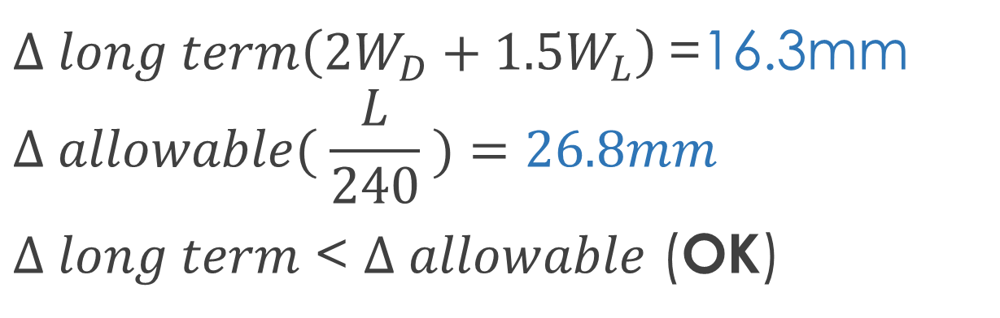 Δ long term(2W_D + 1.5W_L) =16.3mm
Δ allowable(L/240) = 26.8mm
Δ long term < Δ allowable (OK)